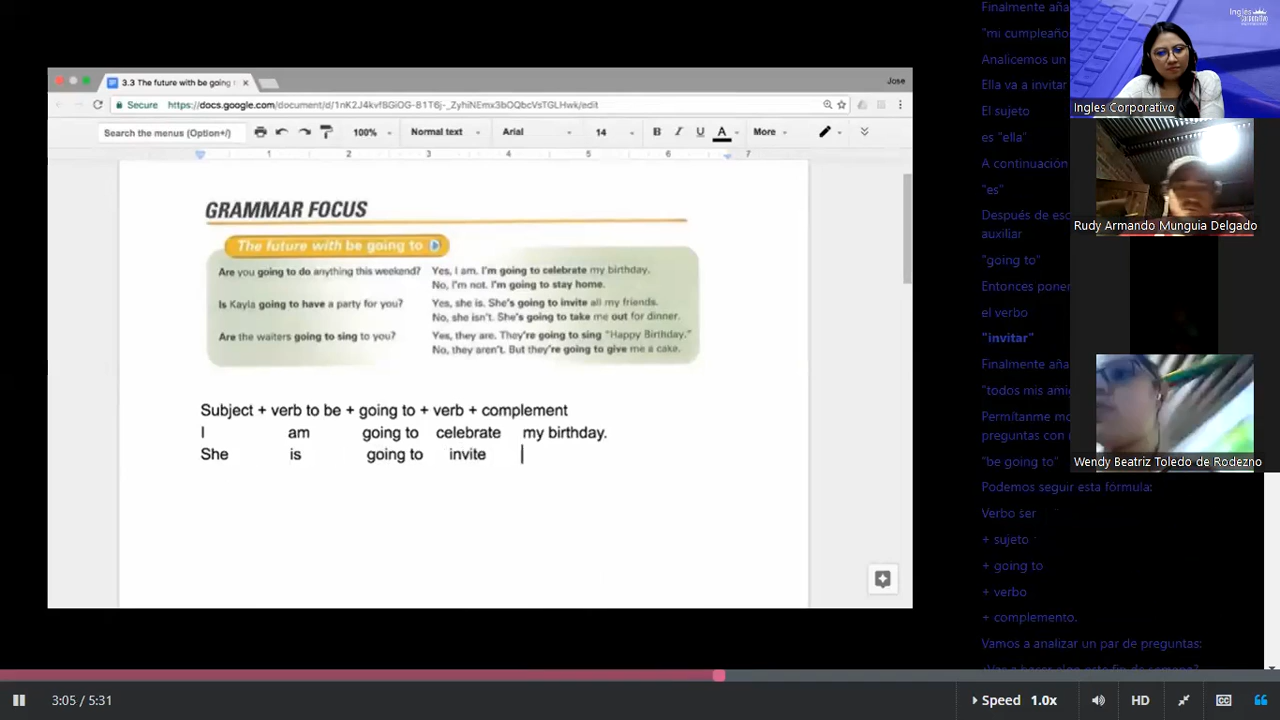 3.3 The future with be going
Jose
Secure
https://docs.google.com/document/d/1nK2J4kvfBGiOG-81T6j-_ZyhiNEmx3bOQbcVsTGLHwk/edit
Search the menus (Option+/)
100%
Normal text
Arial
14
B I U A
More
1 2 3 4 5 6 7
GRAMMAR FOCUS
The future with be going to
Are you going to do anything this weekend? Yes, I am. I'm going to celebrate my birthday.
No, I'm not. I'm going to stay home.
Is Kayla going to have a party for you? Yes, she is. She's going to invite all my friends.
No, she isn't. She's going to take me out for dinner.
Are the waiters going to sing to you? Yes, they are. They're going to sing "Happy Birthday."
No, they aren't. But they're going to give me a cake.
Subject + verb to be + going to + verb + complement
I am going to celebrate my birthday.
She is going to invite
3:05 / 5:31
Speed 1.0x
HD
CC
Finalmente aña
"mi cumpleaño
Analicemos un
Ella va a invitar
El sujeto
es "ella"
A continuación
"es"
Después de esc
auxiliar
"going to"
Entonces poner
el verbo
"invitar"
Finalmente aña
"todos mis ami
Permítanme mo
preguntas con
"be going to"
Podemos seguir esta fórmula:
Verbo ser
+ sujeto
+ going to
+ verbo
+ complemento.
Vamos a analizar un par de preguntas:
Ingles
Ingles Corporativo
Rudy Armando Munguia Delgado
Wendy Beatriz Toledo de Rodezno